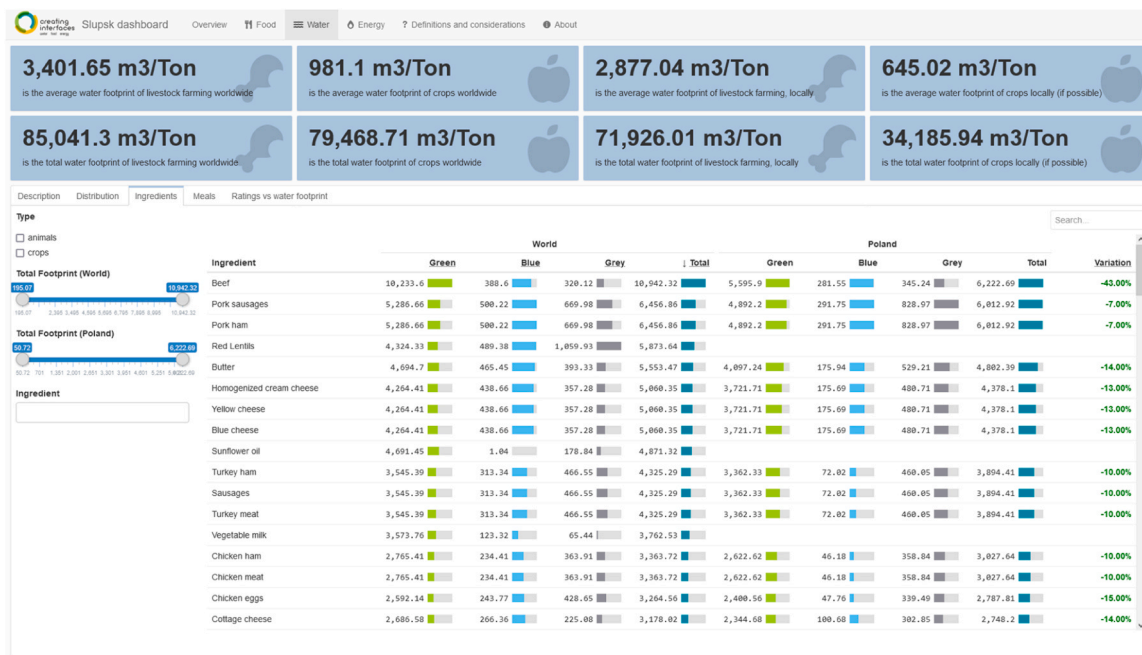 creating interfaces
water food energy
Slupsk dashboard Overview Food Water Energy ? Definitions and considerations About
3,401.65 m3/Ton
is the average water footprint of livestock farming worldwide
981.1 m3/Ton
is the average water footprint of crops worldwide
2,877.04 m3/Ton
is the average water footprint of livestock farming, locally
645.02 m3/Ton
is the average water footprint of crops locally (if possible)
85,041.3 m3/Ton
is the total water footprint of livestock farming worldwide
79,468.71 m3/Ton
is the total water footprint of crops worldwide
71,926.01 m3/Ton
is the total water footprint of livestock farming, locally
34,185.94 m3/Ton
is the total water footprint of crops locally (if possible)
Description Distribution Ingredients Meals Ratings vs water footprint
Type
animals
crops
Total Footprint (World)
195.07 10,942.32
Total Footprint (Poland)
50.72 6,222.69
Ingredient
Search...
World Poland
Ingredient Green Blue Grey ↓ Total Green Blue Grey Total Variation
Beef 10,233.6 388.6 320.12 10,942.32 5,595.9 281.55 345.24 6,222.69 -43.00%
Pork sausages 5,286.66 500.22 669.98 6,456.86 4,892.2 291.75 828.97 6,012.92 -7.00%
Pork ham 5,286.66 500.22 669.98 6,456.86 4,892.2 291.75 828.97 6,012.92 -7.00%
Red Lentils 4,324.33 489.38 1,059.93 5,873.64
Butter 4,694.7 465.45 393.33 5,553.47 4,097.24 175.94 529.21 4,802.39 -14.00%
Homogenized cream cheese 4,264.41 438.66 357.28 5,060.35 3,721.71 175.69 480.71 4,378.1 -13.00%
Yellow cheese 4,264.41 438.66 357.28 5,060.35 3,721.71 175.69 480.71 4,378.1 -13.00%
Blue cheese 4,264.41 438.66 357.28 5,060.35 3,721.71 175.69 480.71 4,378.1 -13.00%
Sunflower oil 4,691.45 1.04 178.84 4,871.32
Turkey ham 3,545.39 313.34 466.55 4,325.29 3,362.33 72.02 460.05 3,894.41 -10.00%
Sausages 3,545.39 313.34 466.55 4,325.29 3,362.33 72.02 460.05 3,894.41 -10.00%
Turkey meat 3,545.39 313.34 466.55 4,325.29 3,362.33 72.02 460.05 3,894.41 -10.00%
Vegetable milk 3,573.76 123.32 65.44 3,762.53
Chicken ham 2,765.41 234.41 363.91 3,363.72 2,622.62 46.18 358.84 3,027.64 -10.00%
Chicken meat 2,765.41 234.41 363.91 3,363.72 2,622.62 46.18 358.84 3,027.64 -10.00%
Chicken eggs 2,592.14 243.77 428.65 3,264.56 2,400.56 47.76 339.49 2,787.81 -15.00%
Cottage cheese 2,686.58 266.36 225.08 3,178.02 2,344.68 100.68 302.85 2,748.2 -14.00%